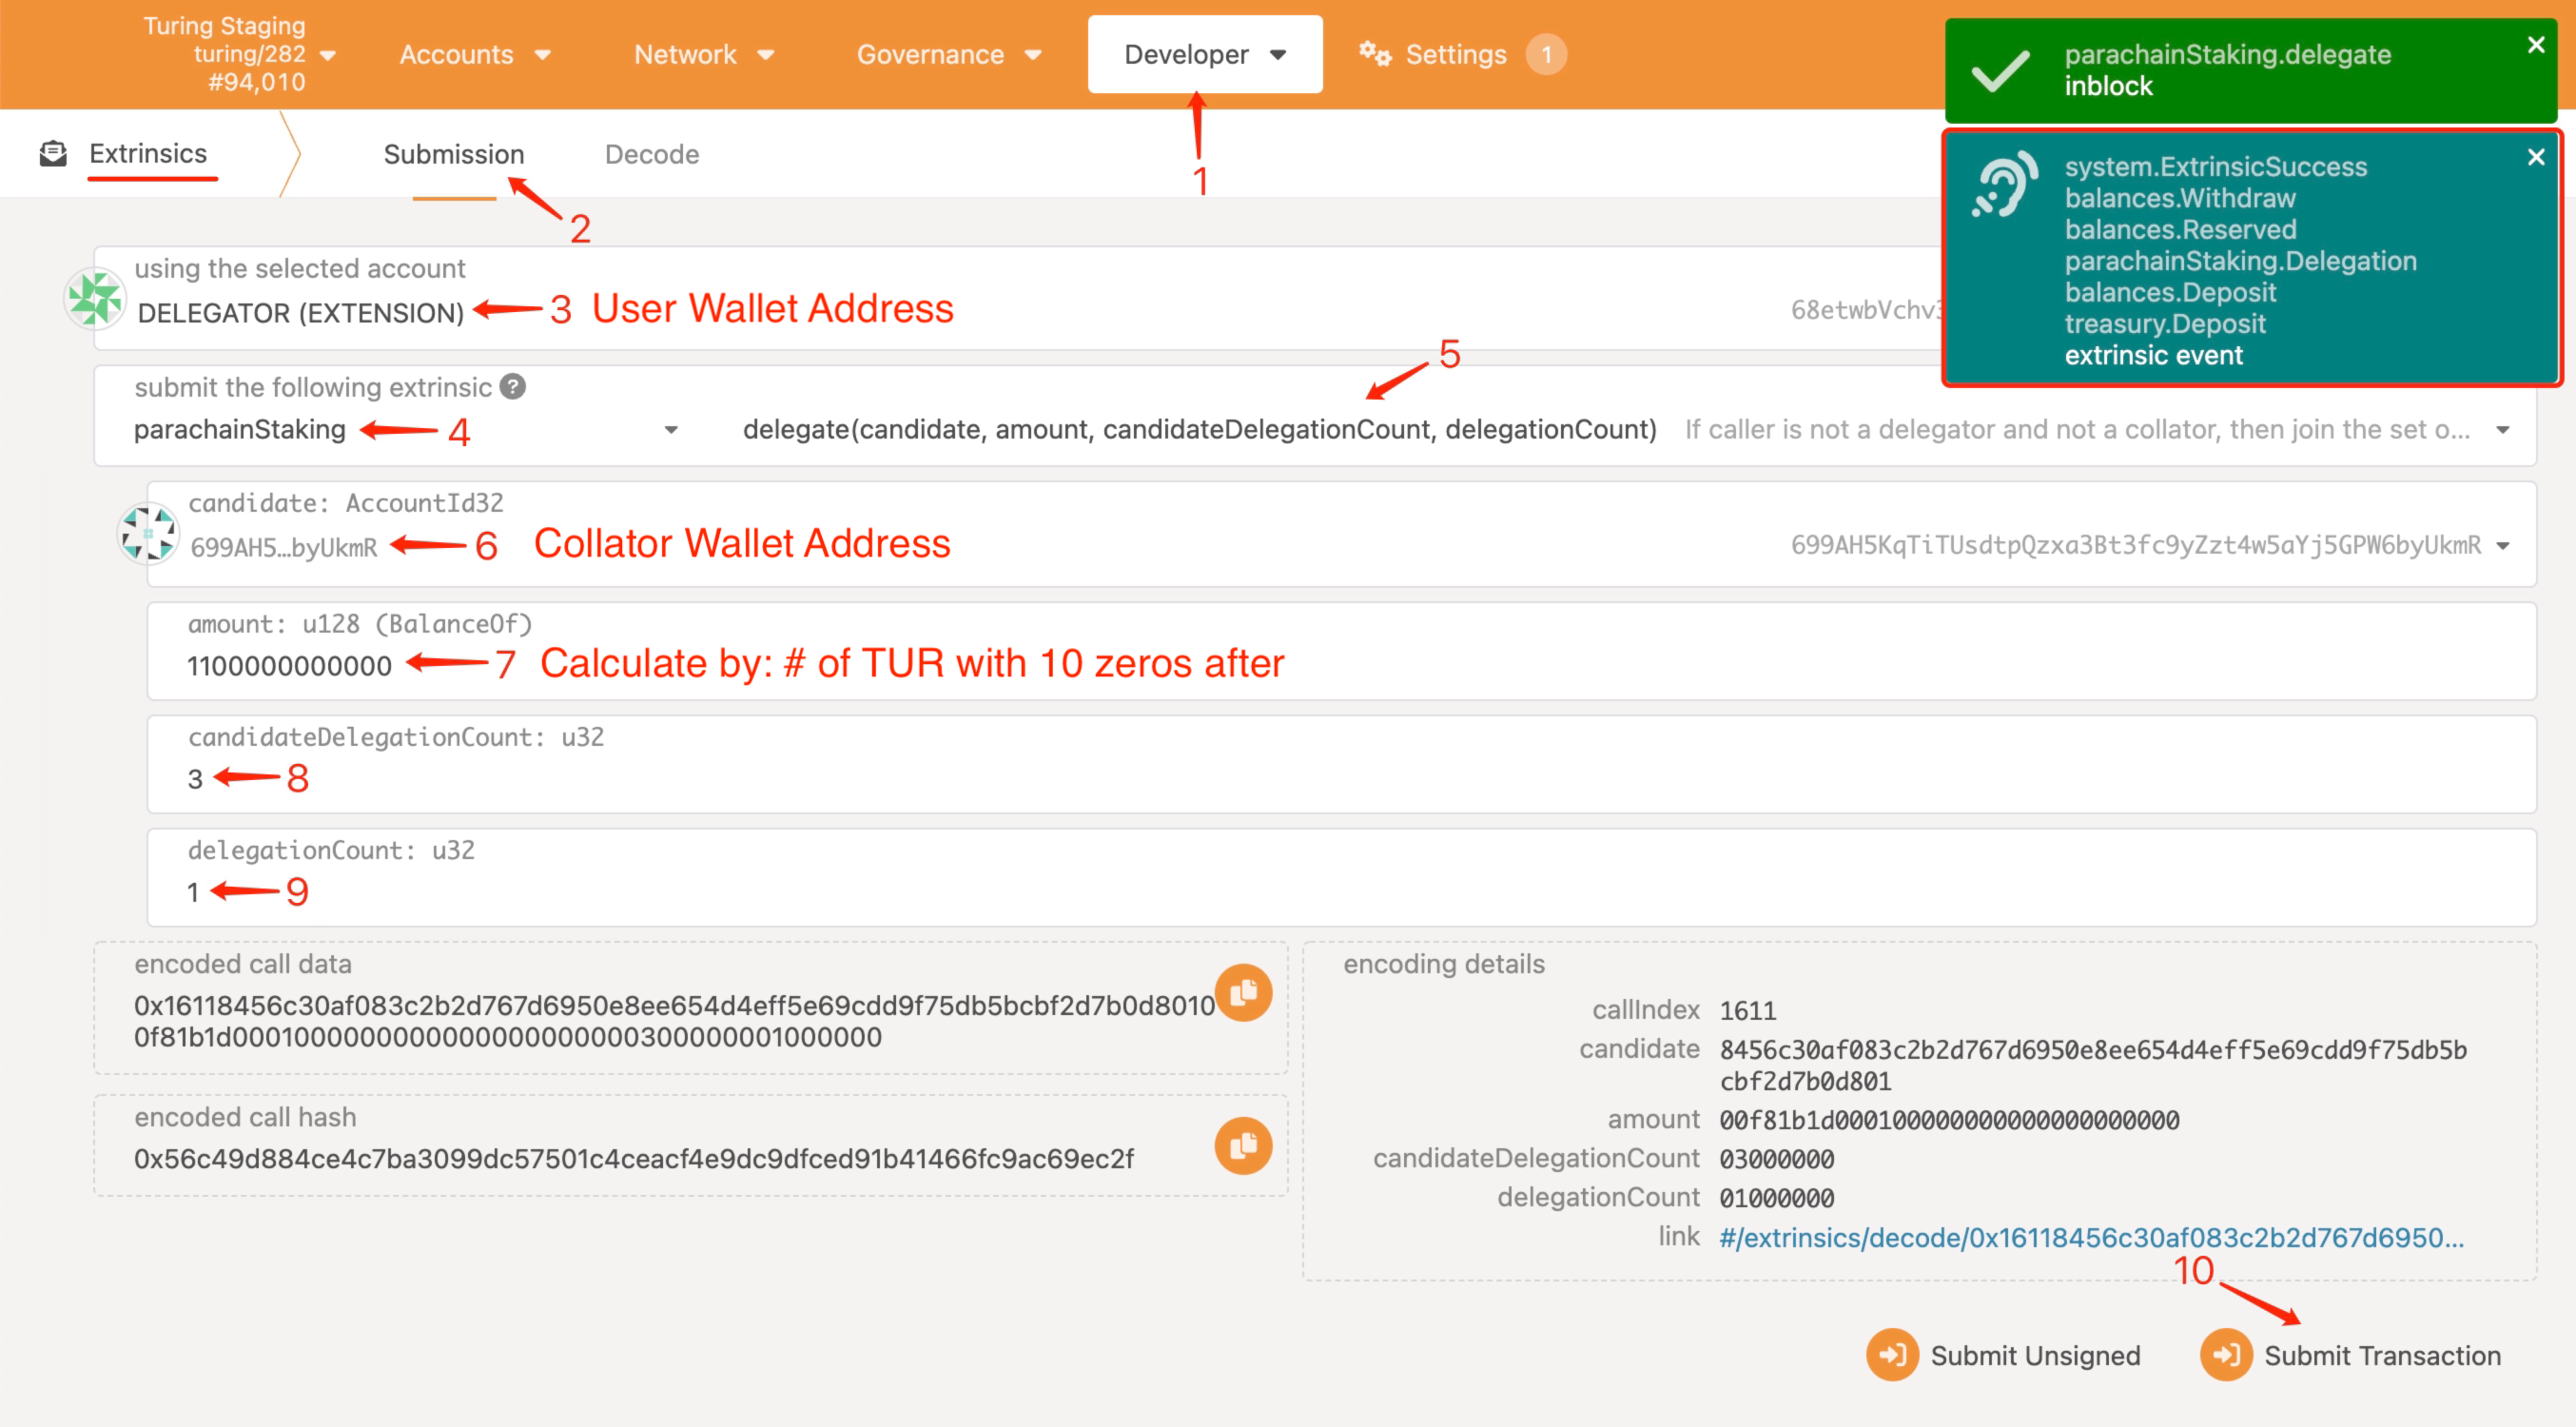 Turing Staging
turing/282
#94,010
Accounts
Network
Governance
Developer
Settings
1
parachainStaking.delegate
inblock
system.ExtrinsicSuccess
balances.Withdraw
balances.Reserved
parachainStaking.Delegation
balances.Deposit
treasury.Deposit
extrinsic event
Extrinsics
Submission
Decode
1
2
using the selected account
DELEGATOR (EXTENSION)
3 User Wallet Address
68etwbVchv3
5
submit the following extrinsic ?
parachainStaking
4
delegate(candidate, amount, candidateDelegationCount, delegationCount)
If caller is not a delegator and not a collator, then join the set o...
candidate: AccountId32
699AH5...byUkmR
6 Collator Wallet Address
699AH5KqTiTUsdtpQzxa3Bt3fc9yZzt4w5aYj5GPW6byUkmR
amount: u128 (BalanceOf)
1100000000000
7 Calculate by: # of TUR with 10 zeros after
candidateDelegationCount: u32
3
8
delegationCount: u32
1
9
encoded call data
0x16118456c30af083c2b2d767d6950e8ee654d4eff5e69cdd9f75db5bcbf2d7b0d8010
0f81b1d000100000000000000000000003000000001000000
encoded call hash
0x56c49d884ce4c7ba3099dc57501c4ceacf4e9dc9dfced91b41466fc9ac69ec2f
encoding details
callIndex 1611
candidate 8456c30af083c2b2d767d6950e8ee654d4eff5e69cdd9f75db5b
cbf2d7b0d801
amount 00f81b1d000100000000000000000000
candidateDelegationCount 03000000
delegationCount 01000000
link #/extrinsics/decode/0x16118456c30af083c2b2d767d6950...
10
Submit Unsigned
Submit Transaction